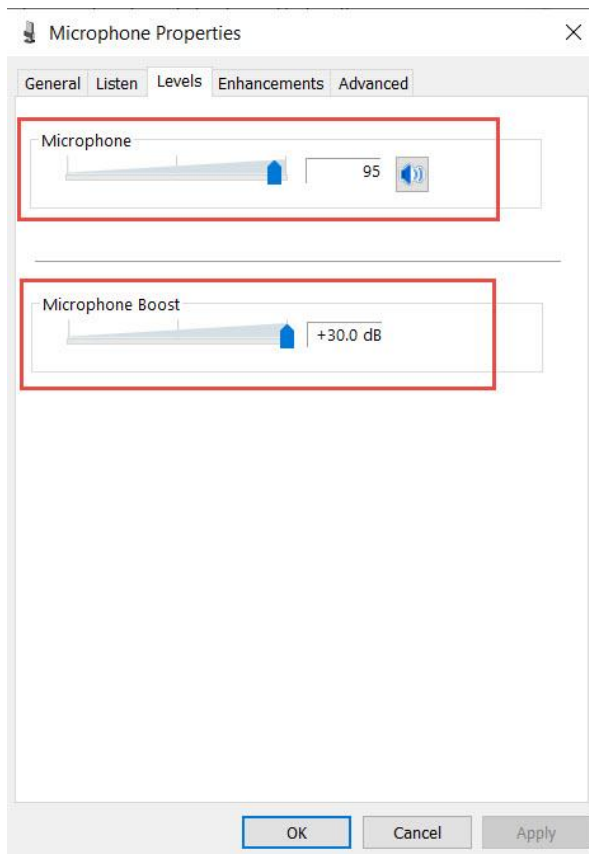 Microphone Properties
General Listen Levels Enhancements Advanced
Microphone
95
Microphone Boost
+30.0 dB
OK Cancel Apply